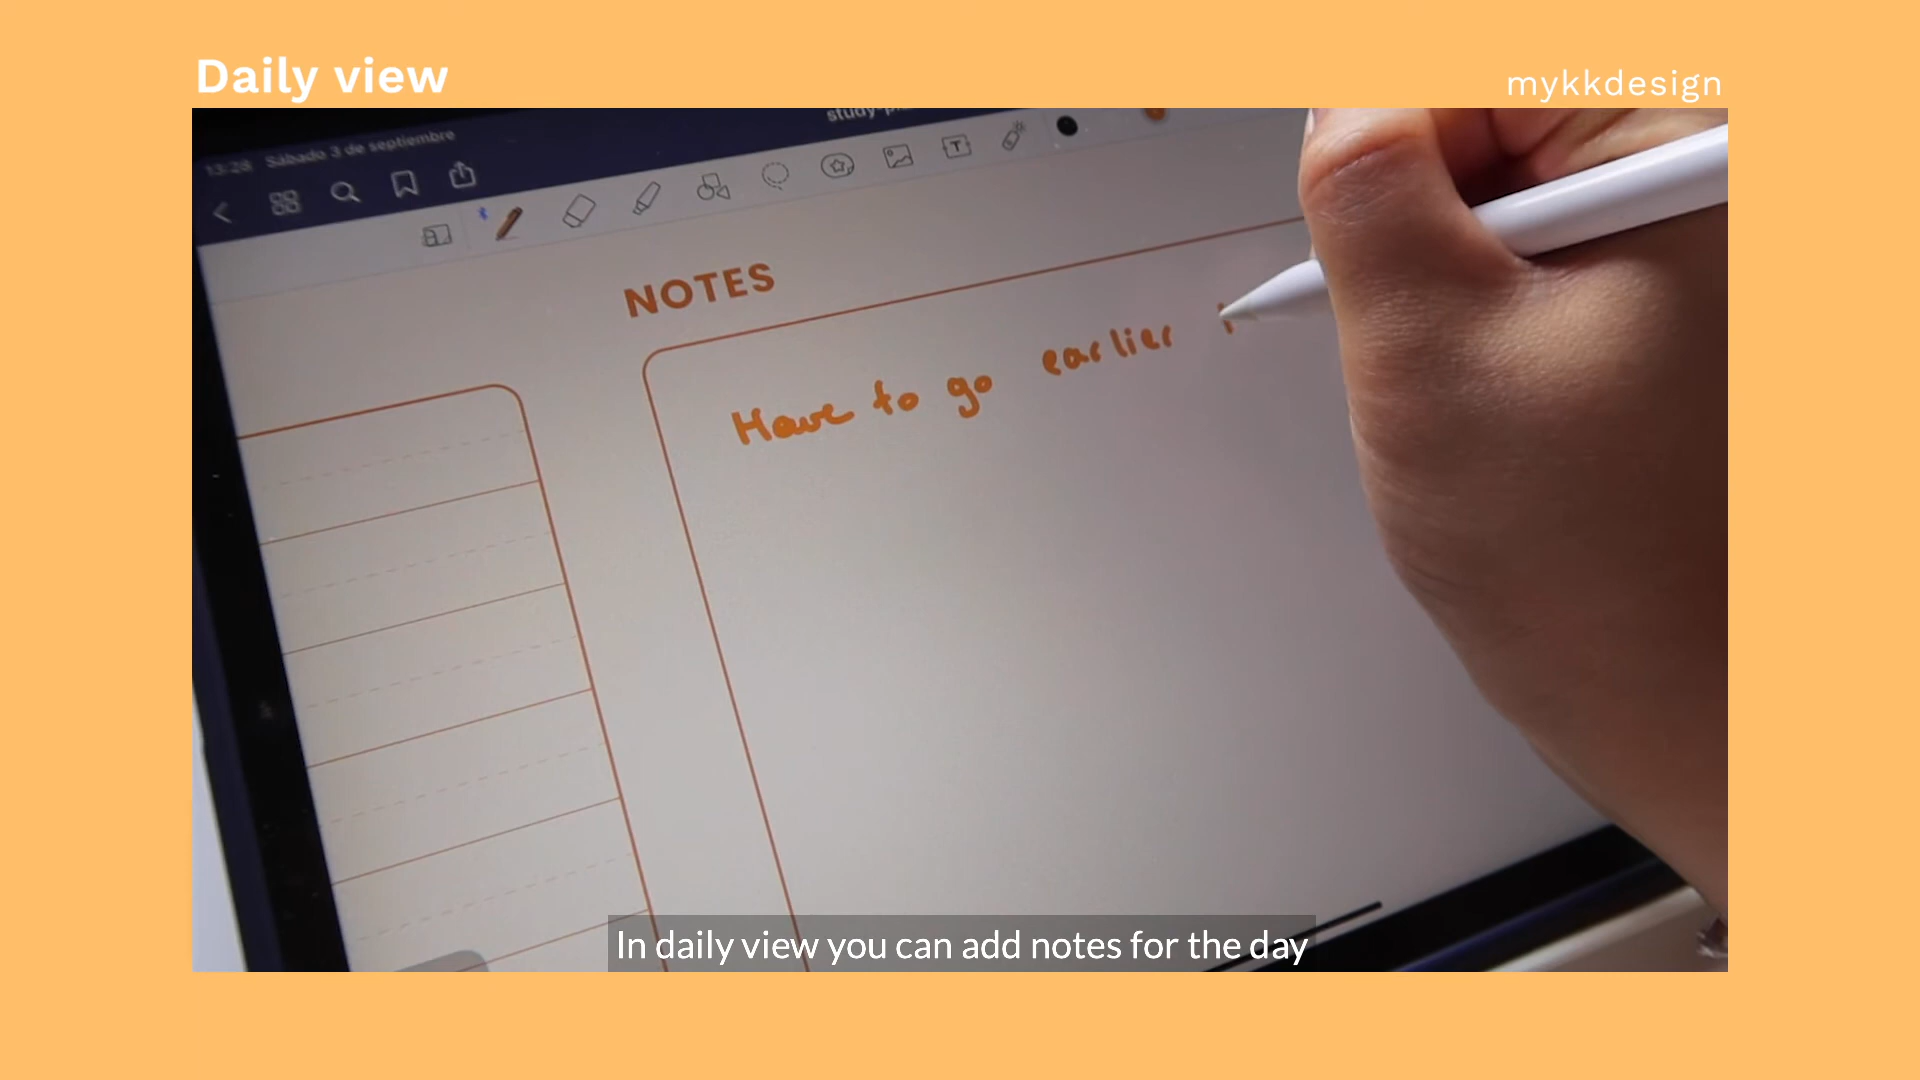 Daily view
mykkdesign
13:28 Sábado 3 de septiembre
NOTES
Have to go earlier
In daily view you can add notes for the day